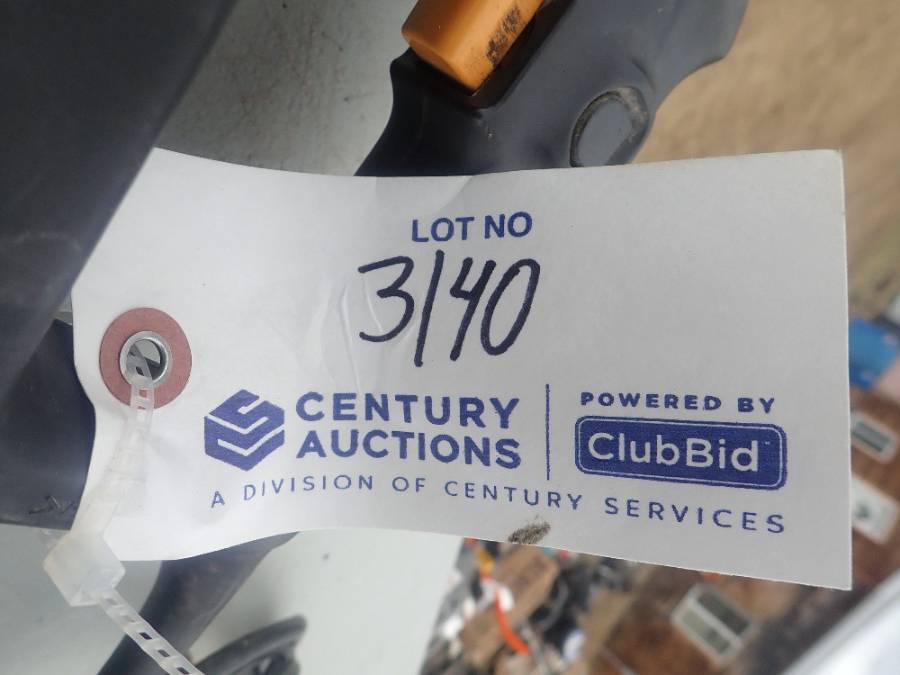 LOT NO
3140
CENTURY
AUCTIONS
POWERED BY
ClubBid
A DIVISION OF CENTURY SERVICES